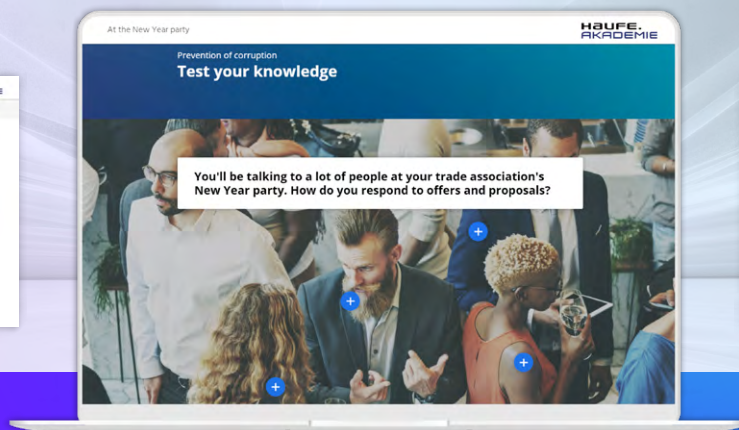 At the New Year party
HAUFE.
AKADEMIE
Prevention of corruption
Test your knowledge
You'll be talking to a lot of people at your trade association's
New Year party. How do you respond to offers and proposals?